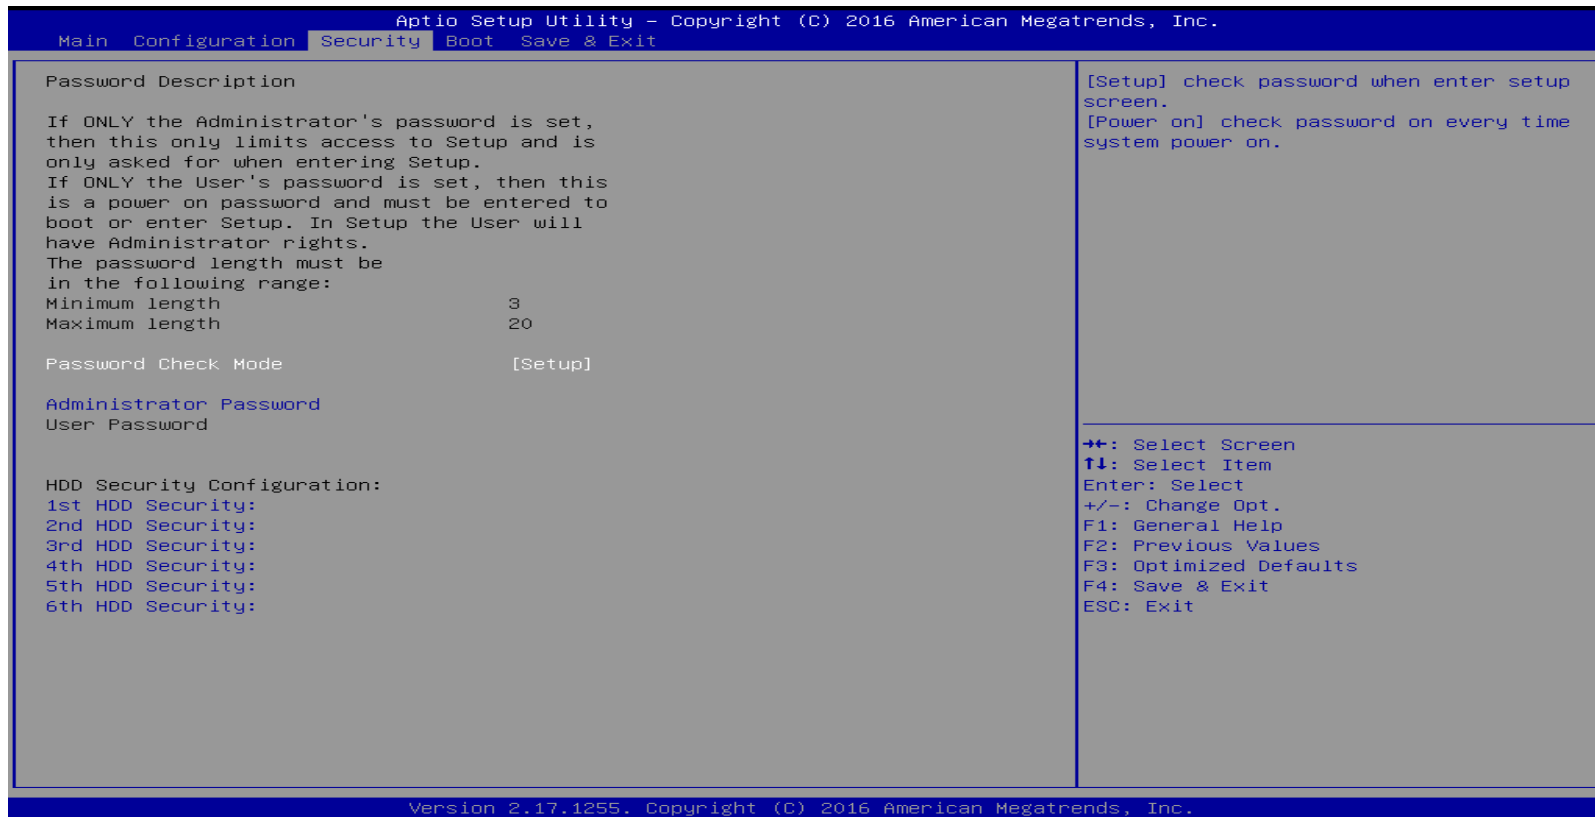 Aptio Setup Utility – Copyright (C) 2016 American Megatrends, Inc.
Main Configuration Security Boot Save & Exit
Password Description
If ONLY the Administrator's password is set,
then this only limits access to Setup and is
only asked for when entering Setup.
If ONLY the User's password is set, then this
is a power on password and must be entered to
boot or enter Setup. In Setup the User will
have Administrator rights.
The password length must be
in the following range:
Minimum length 3
Maximum length 20
Password Check Mode [Setup]
Administrator Password
User Password
HDD Security Configuration:
1st HDD Security:
2nd HDD Security:
3rd HDD Security:
4th HDD Security:
5th HDD Security:
6th HDD Security:
[Setup] check password when enter setup
screen.
[Power on] check password on every time
system power on.
→←: Select Screen
↑↓: Select Item
Enter: Select
+/-: Change Opt.
F1: General Help
F2: Previous Values
F3: Optimized Defaults
F4: Save & Exit
ESC: Exit
Version 2.17.1255. Copyright (C) 2016 American Megatrends, Inc.